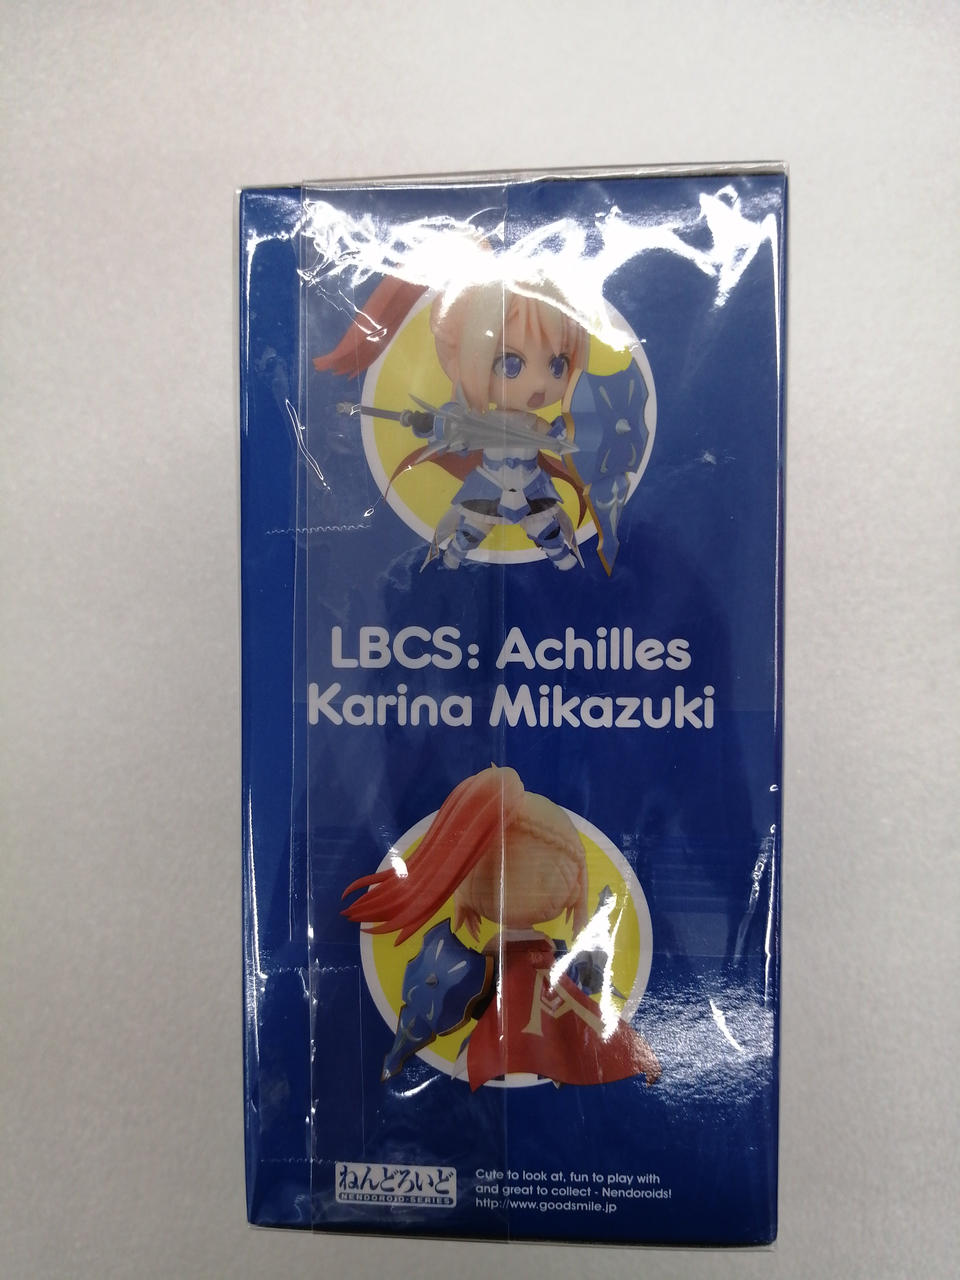 LBCS: Achilles
Karina Mikazuki
A
ねんどろいど
NENDOROID-SERIES
Cute to look at, fun to play with
and great to collect - Nendoroids!
http://www.goodsmile.jp